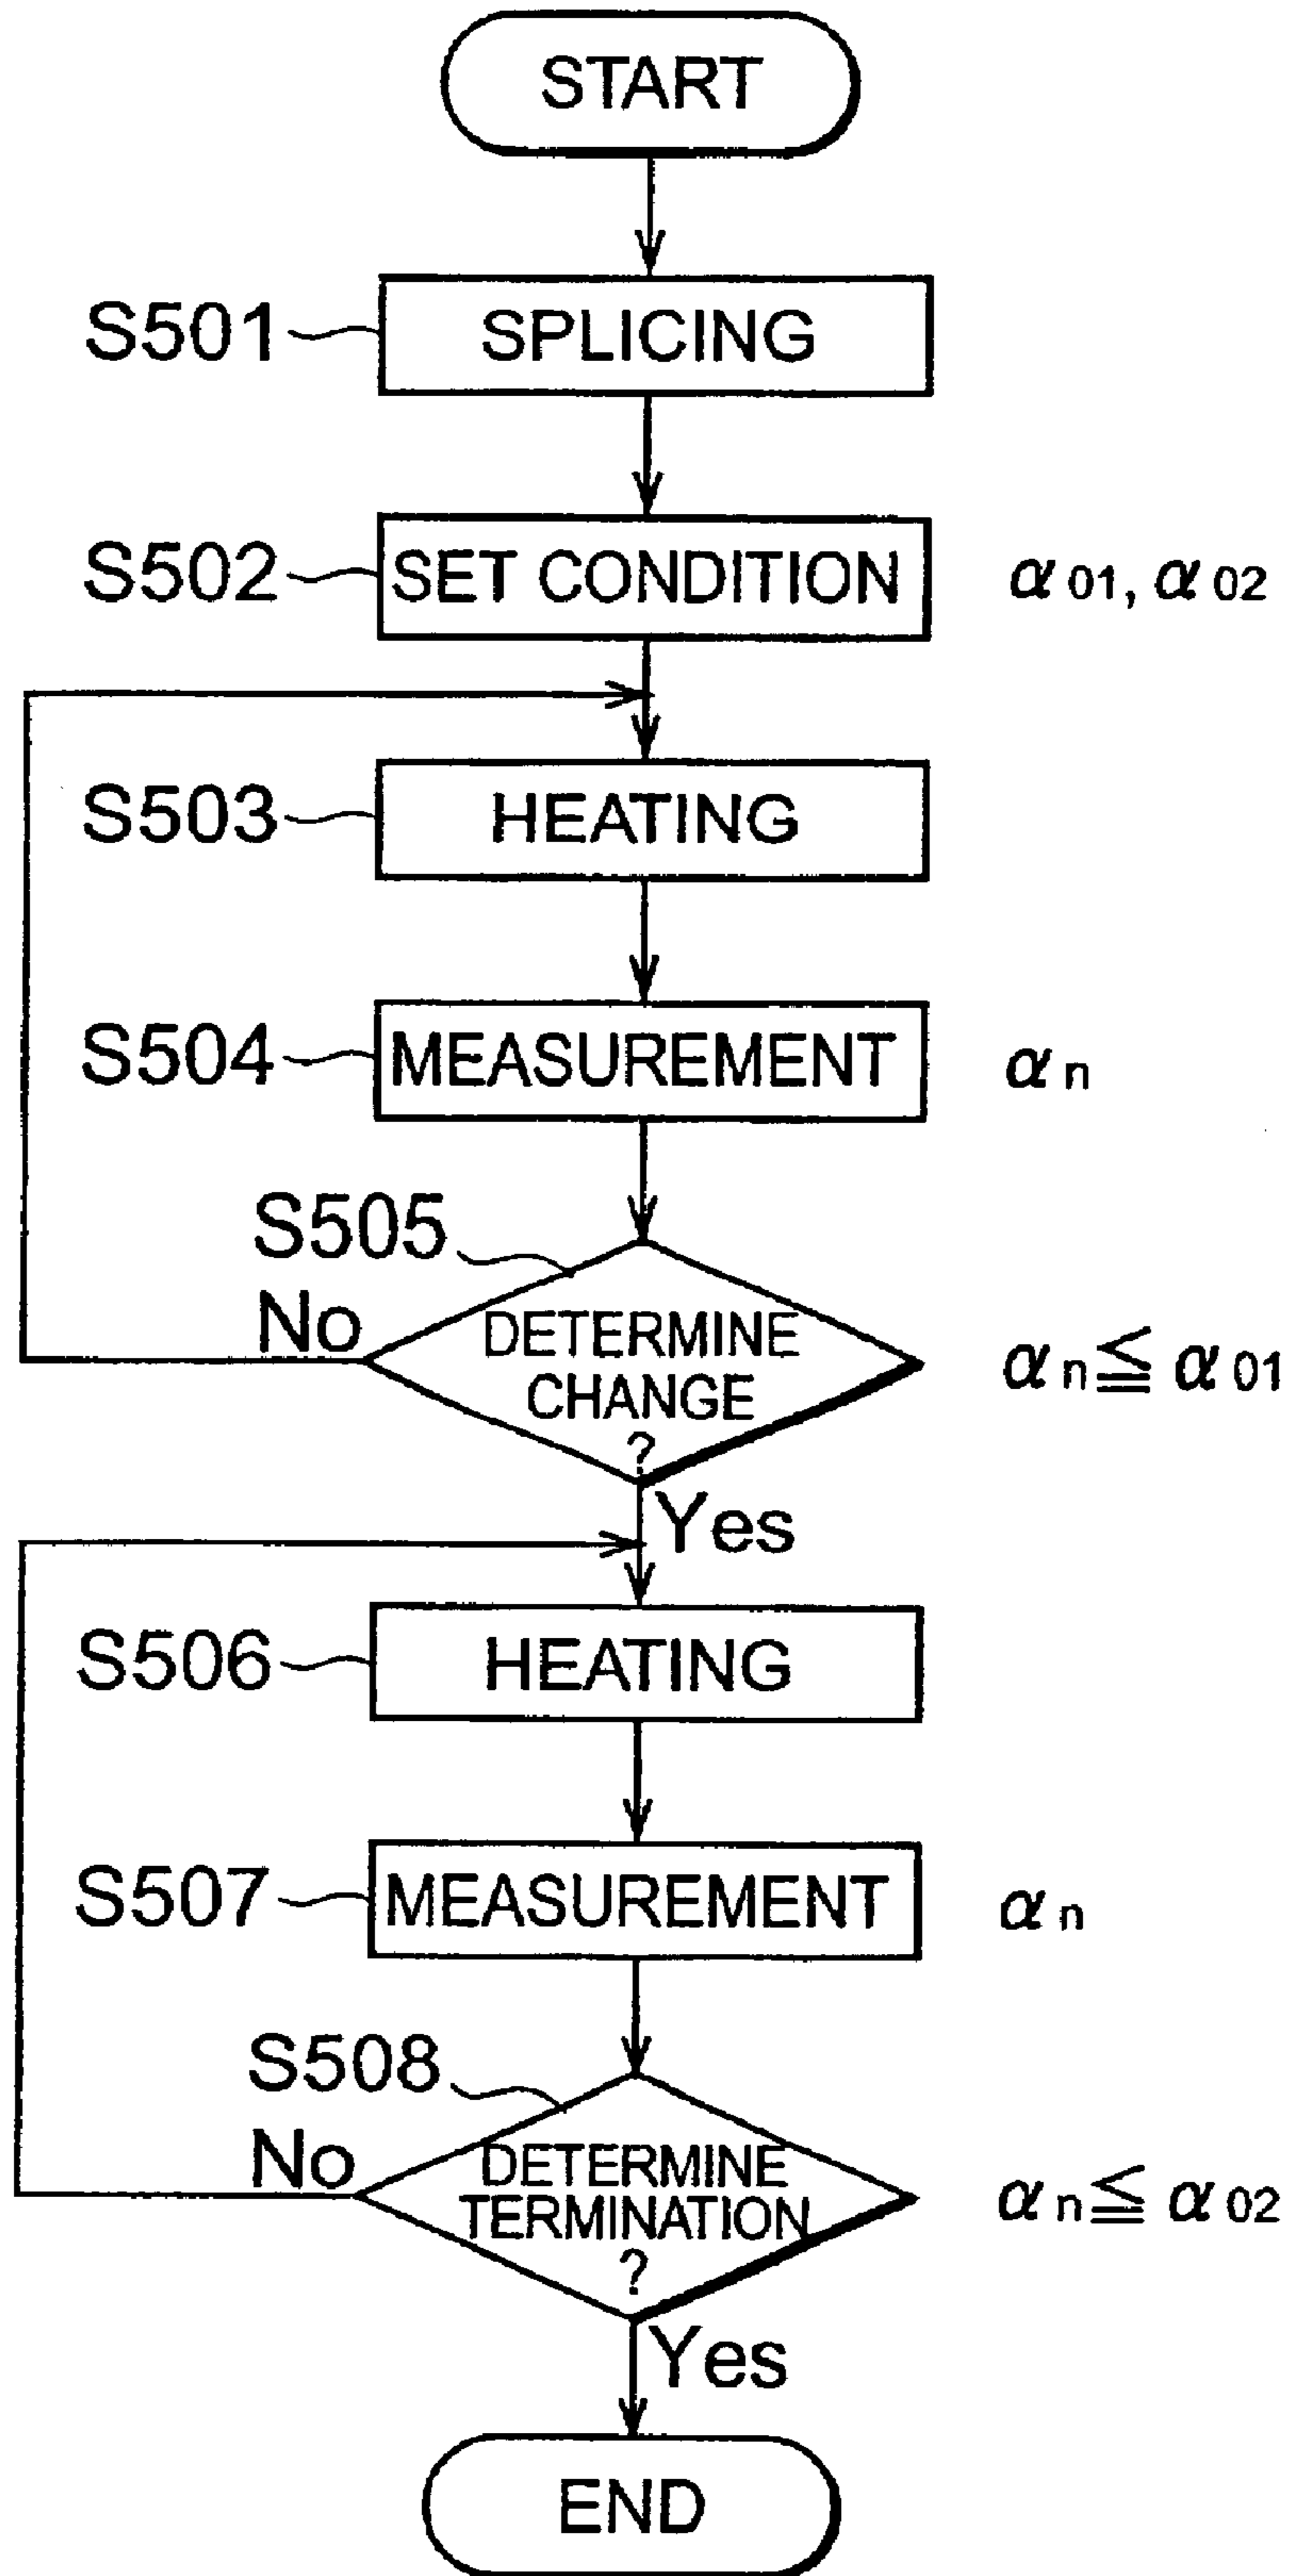 START
S501 SPLICING
S502 SET CONDITION α01, α02
S503 HEATING
S504 MEASUREMENT αn
S505
No DETERMINE
CHANGE
?
αn≦α01
Yes
S506 HEATING
S507 MEASUREMENT αn
S508
No DETERMINE
TERMINATION
?
αn≦α02
Yes
END